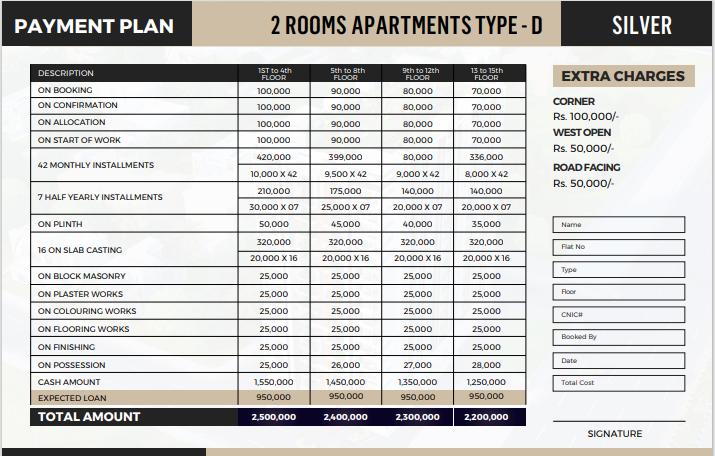 PAYMENT PLAN 2 ROOMS APARTMENTS TYPE - D SILVER
DESCRIPTION 1ST to 4th FLOOR 5th to 8th FLOOR 9th to 12th FLOOR 13 to 15th FLOOR
ON BOOKING 100,000 90,000 80,000 70,000
ON CONFIRMATION 100,000 90,000 80,000 70,000
ON ALLOCATION 100,000 90,000 80,000 70,000
ON START OF WORK 100,000 90,000 80,000 70,000
42 MONTHLY INSTALLMENTS 420,000 399,000 80,000 336,000
10,000 X 42 9,500 X 42 9,000 X 42 8,000 X 42
7 HALF YEARLY INSTALLMENTS 210,000 175,000 140,000 140,000
30,000 X 07 25,000 X 07 20,000 X 07 20,000 X 07
ON PLINTH 50,000 45,000 40,000 35,000
16 ON SLAB CASTING 320,000 320,000 320,000 320,000
20,000 X 16 20,000 X 16 20,000 X 16 20,000 X 16
ON BLOCK MASONRY 25,000 25,000 25,000 25,000
ON PLASTER WORKS 25,000 25,000 25,000 25,000
ON COLOURING WORKS 25,000 25,000 25,000 25,000
ON FLOORING WORKS 25,000 25,000 25,000 25,000
ON FINISHING 25,000 25,000 25,000 25,000
ON POSSESSION 25,000 26,000 27,000 28,000
CASH AMOUNT 1,550,000 1,450,000 1,350,000 1,250,000
EXPECTED LOAN 950,000 950,000 950,000 950,000
TOTAL AMOUNT 2,500,000 2,400,000 2,300,000 2,200,000
EXTRA CHARGES
CORNER
Rs. 100,000/-
WEST OPEN
Rs. 50,000/-
ROAD FACING
Rs. 50,000/-
Name
Flat No
Type
Floor
CNIC#
Booked By
Date
Total Cost
SIGNATURE